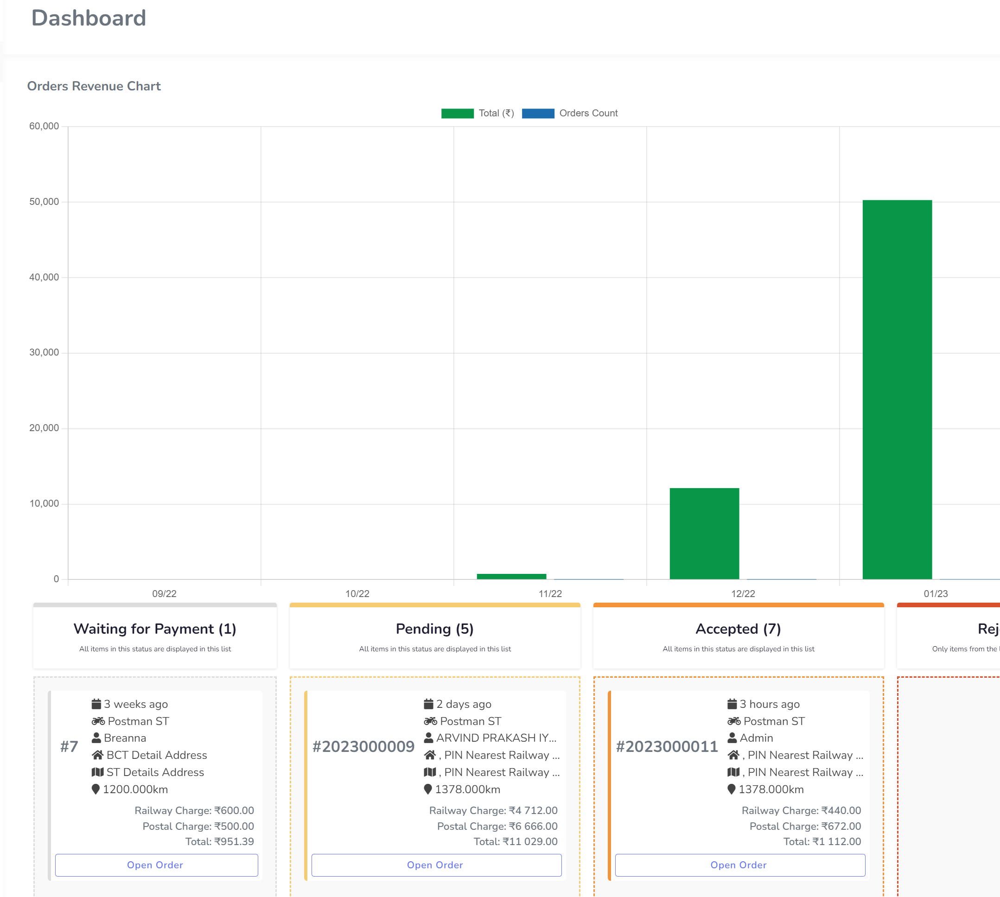 Dashboard
Orders Revenue Chart
Total (₹) Orders Count
60,000
50,000
40,000
30,000
20,000
10,000
0
09/22 10/22 11/22 12/22 01/23
Waiting for Payment (1)
All items in this status are displayed in this list
#7
3 weeks ago
Postman ST
Breanna
BCT Detail Address
ST Details Address
1200.000km
Railway Charge: ₹600.00
Postal Charge: ₹500.00
Total: ₹951.39
Open Order
Pending (5)
All items in this status are displayed in this list
#2023000009
2 days ago
Postman ST
ARVIND PRAKASH IY...
, PIN Nearest Railway ...
, PIN Nearest Railway ...
1378.000km
Railway Charge: ₹4 712.00
Postal Charge: ₹6 666.00
Total: ₹11 029.00
Open Order
Accepted (7)
All items in this status are displayed in this list
#2023000011
3 hours ago
Postman ST
Admin
, PIN Nearest Railway ...
, PIN Nearest Railway ...
1378.000km
Railway Charge: ₹440.00
Postal Charge: ₹672.00
Total: ₹1 112.00
Open Order
Rej
Only items from the